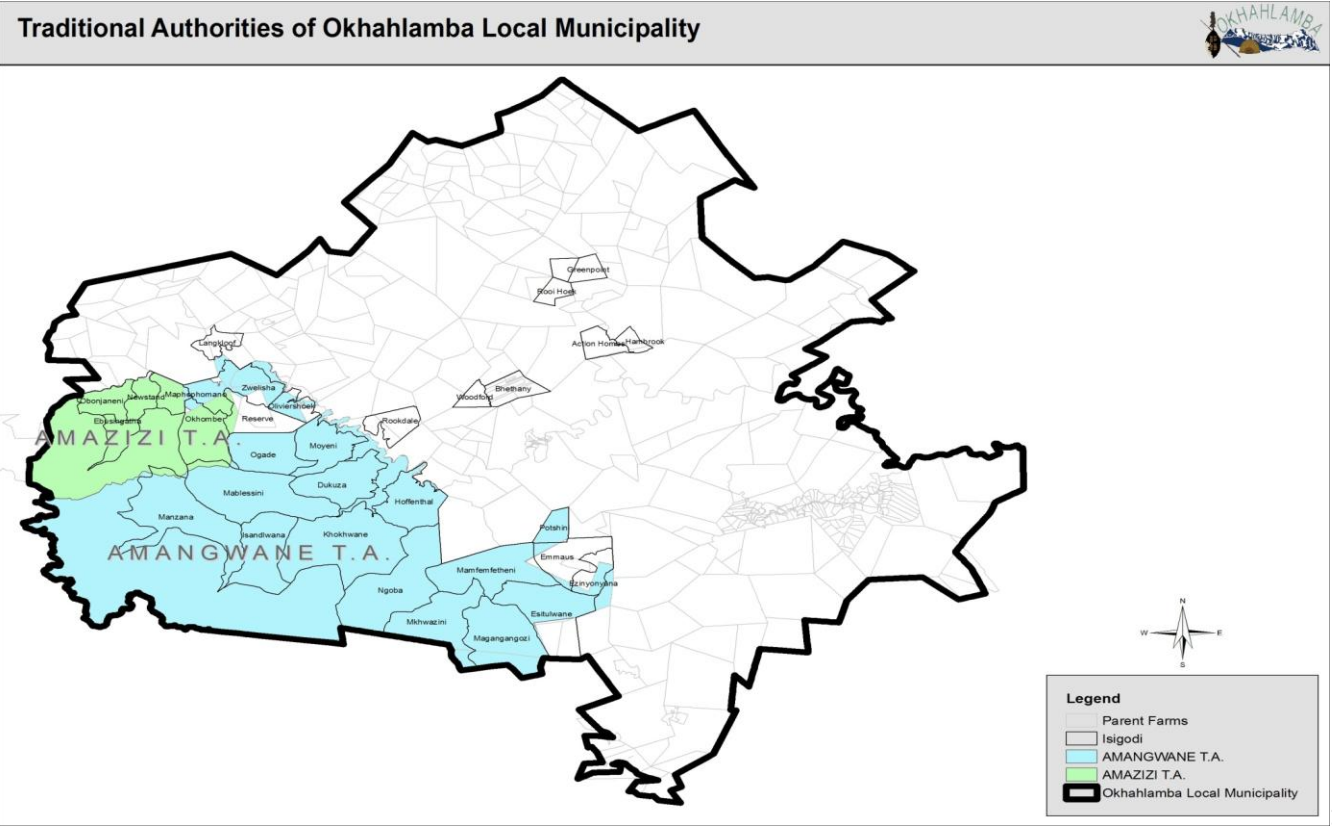 Traditional Authorities of Okhahlamba Local Municipality
OKHAHLAMBA
Greenpoint
Rooi Hoek
Action Homes
Hambrook
Langkloof
Zwelisha
Bhethany
Woodford
Obonjaneni
Newstand
Maphophomane
Oliviershoek
Ebusingatha
Okhombe
Reserve
Rookdale
AMAZIZI T.A.
Ogade
Moyeni
Dukuza
Mablessini
Hoffenthal
Manzana
Isandlwana
Khokhwane
Potshin
AMANGWANE T.A.
Emmaus
Mamfemfetheni
Ezinyonyana
Ngoba
Esitulwane
Mkhwazini
Magangangozi
N
W
E
S
Legend
Parent Farms
Isigodi
AMANGWANE T.A.
AMAZIZI T.A.
Okhahlamba Local Municipality